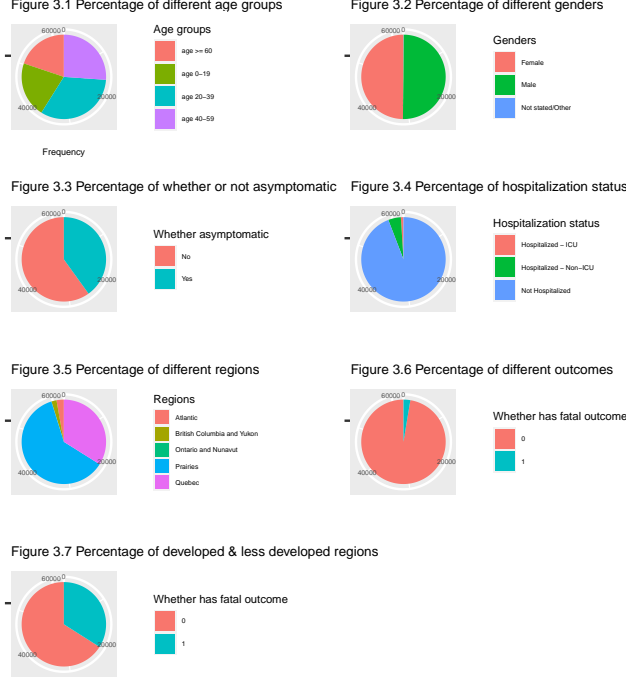 Figure 3.1 Percentage of different age groups
60000 0
20000
40000
Frequency
Age groups
age >= 60
age 0–19
age 20–39
age 40–59
Figure 3.2 Percentage of different genders
60000 0
20000
40000
Genders
Female
Male
Not stated/Other
Figure 3.3 Percentage of whether or not asymptomatic
60000 0
20000
40000
Whether asymptomatic
No
Yes
Figure 3.4 Percentage of hospitalization status
60000 0
20000
40000
Hospitalization status
Hospitalized – ICU
Hospitalized – Non–ICU
Not Hospitalized
Figure 3.5 Percentage of different regions
60000 0
20000
40000
Regions
Atlantic
British Columbia and Yukon
Ontario and Nunavut
Prairies
Quebec
Figure 3.6 Percentage of different outcomes
60000 0
20000
40000
Whether has fatal outcome
0
1
Figure 3.7 Percentage of developed & less developed regions
60000 0
20000
40000
Whether has fatal outcome
0
1